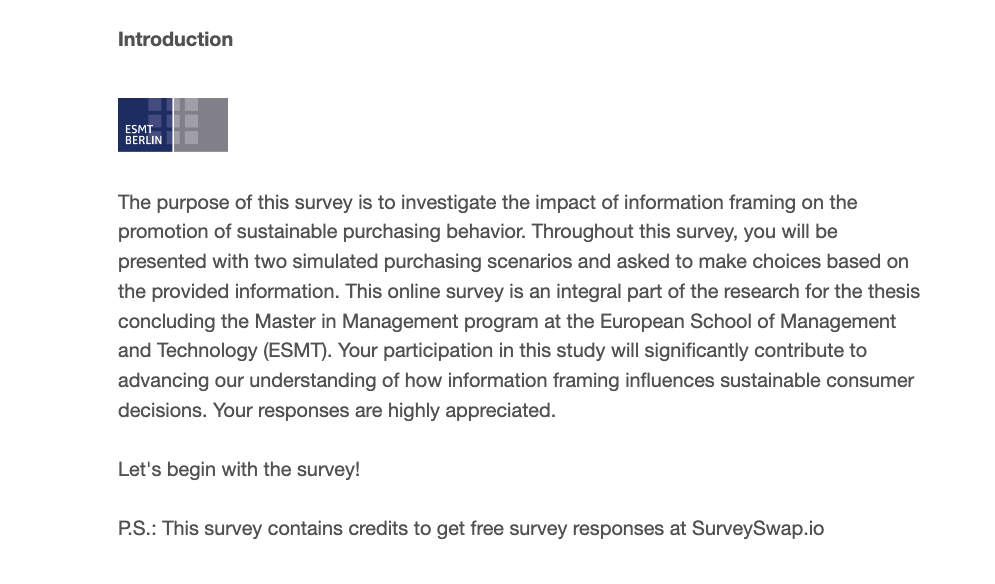 Introduction
ESMT
BERLIN
The purpose of this survey is to investigate the impact of information framing on the
promotion of sustainable purchasing behavior. Throughout this survey, you will be
presented with two simulated purchasing scenarios and asked to make choices based on
the provided information. This online survey is an integral part of the research for the thesis
concluding the Master in Management program at the European School of Management
and Technology (ESMT). Your participation in this study will significantly contribute to
advancing our understanding of how information framing influences sustainable consumer
decisions. Your responses are highly appreciated.
Let's begin with the survey!
P.S.: This survey contains credits to get free survey responses at SurveySwap.io